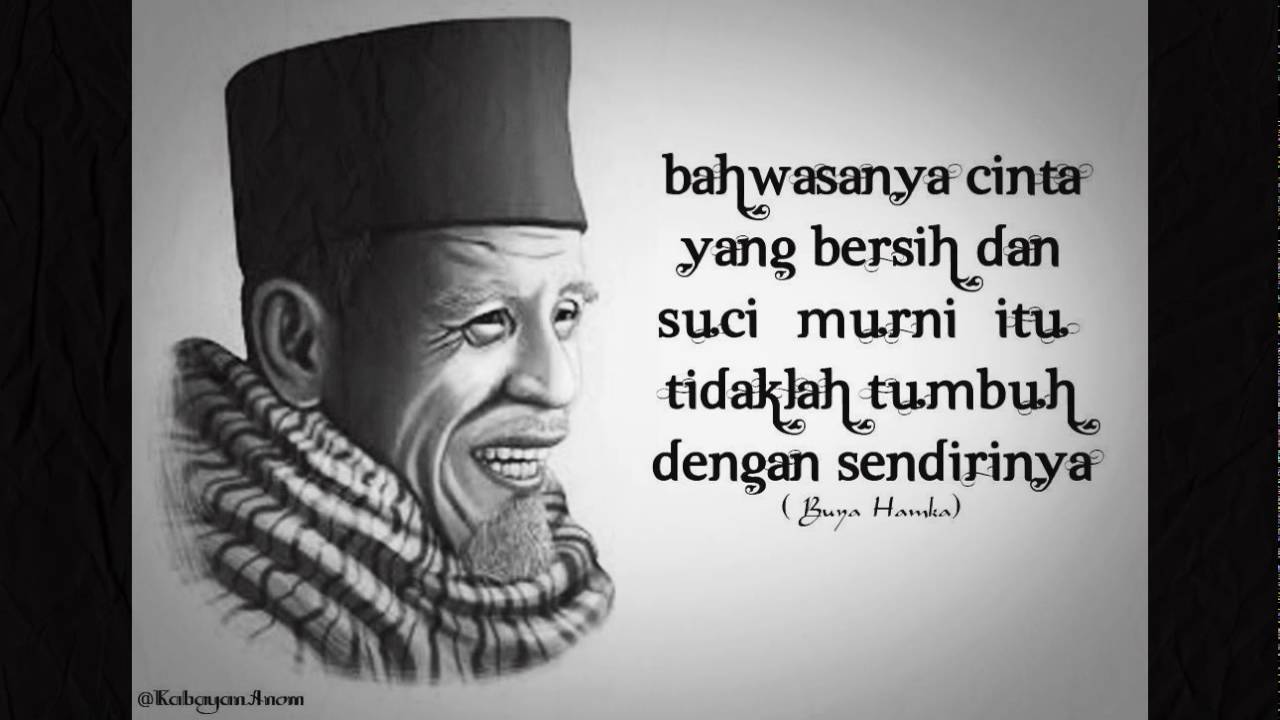 bahwasanya cinta
yang bersih dan
suci murni itu
tidaklah tumbuh
dengan sendirinya
( Buya Hamka)
@KabayanAnom